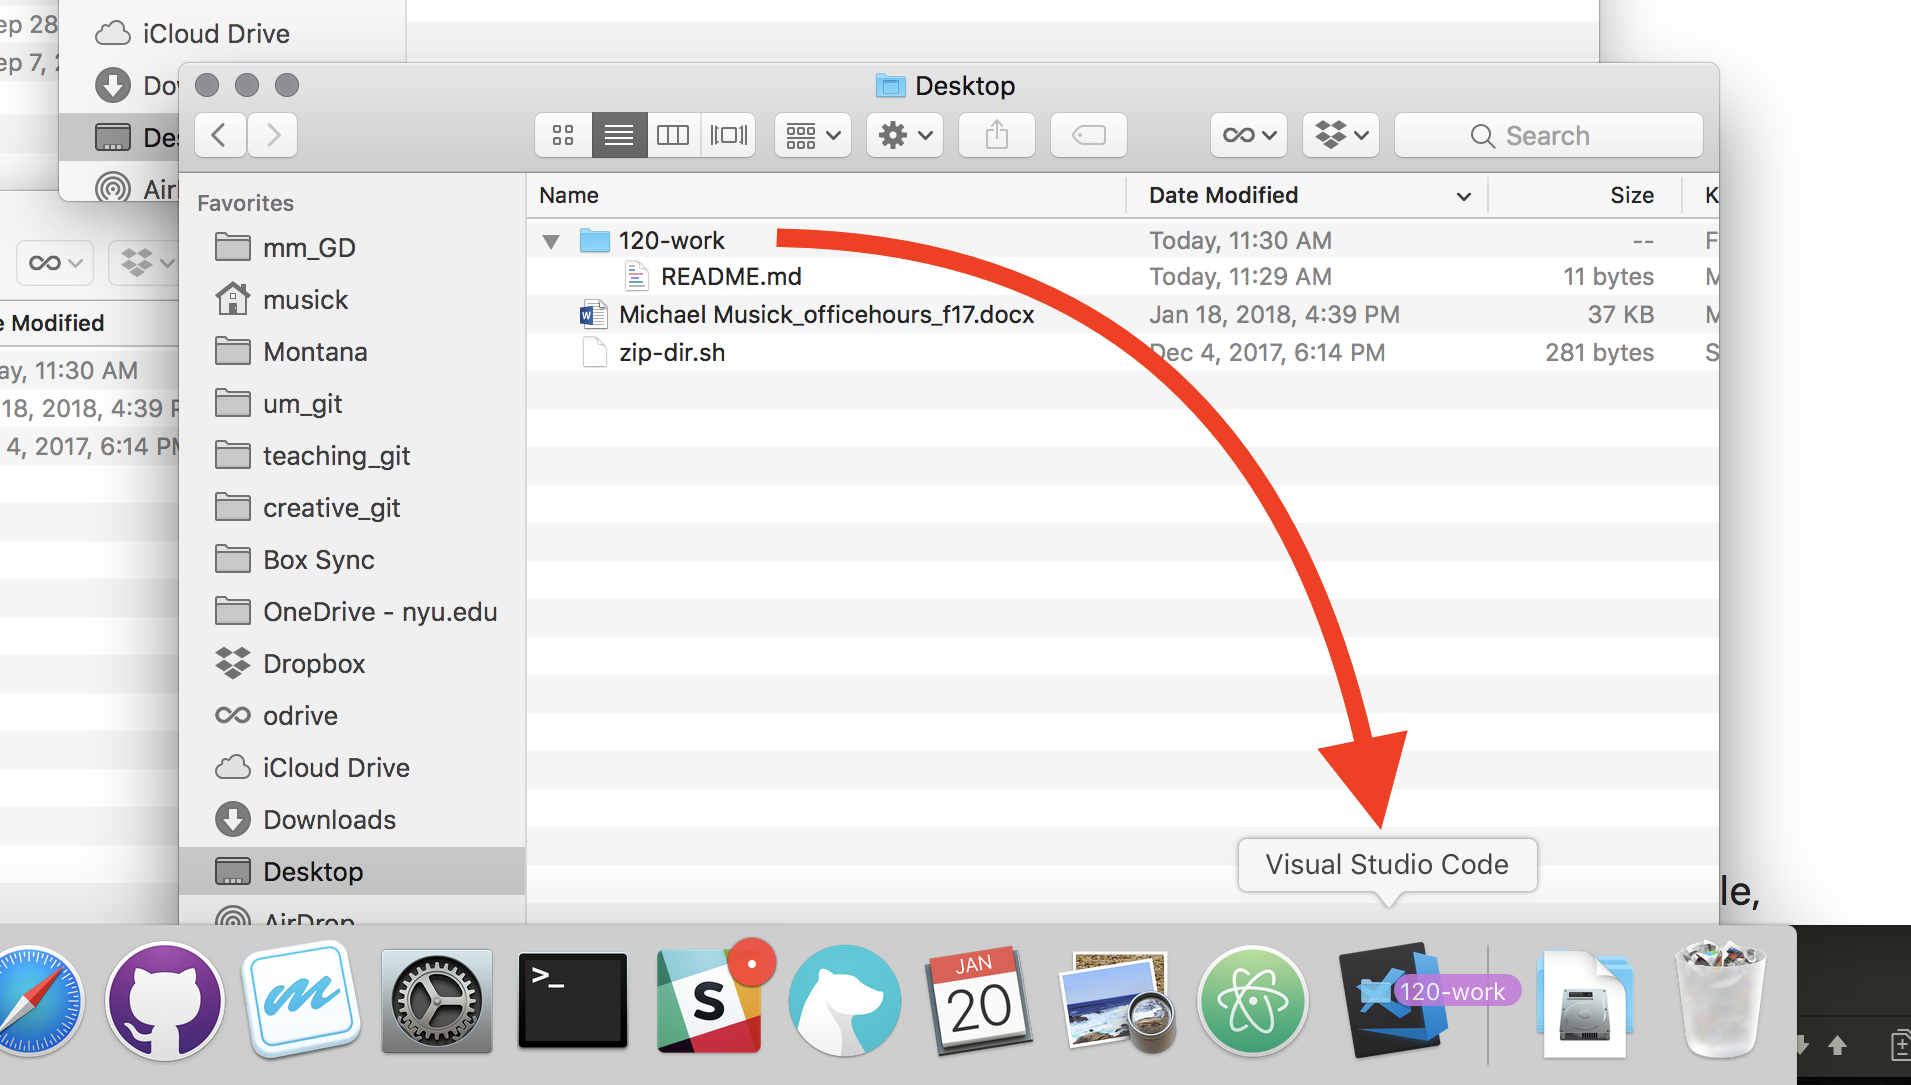 ep 28
iCloud Drive
ep 7,
Dov
Desktop
Des
Search
Air
Favorites
Name
Date Modified
Size
K
mm_GD
120-work
Today, 11:30 AM
--
F
README.md
Today, 11:29 AM
11 bytes
M
musick
Michael Musick_officehours_f17.docx
Jan 18, 2018, 4:39 PM
37 KB
M
e Modified
Montana
zip-dir.sh
Dec 4, 2017, 6:14 PM
281 bytes
S
ay, 11:30 AM
18, 2018, 4:39 P
um_git
4, 2017, 6:14 PM
teaching_git
creative_git
Box Sync
OneDrive - nyu.edu
Dropbox
odrive
iCloud Drive
Downloads
Visual Studio Code
Desktop
le,
AirDrop
JAN
20
>_
S
120-work